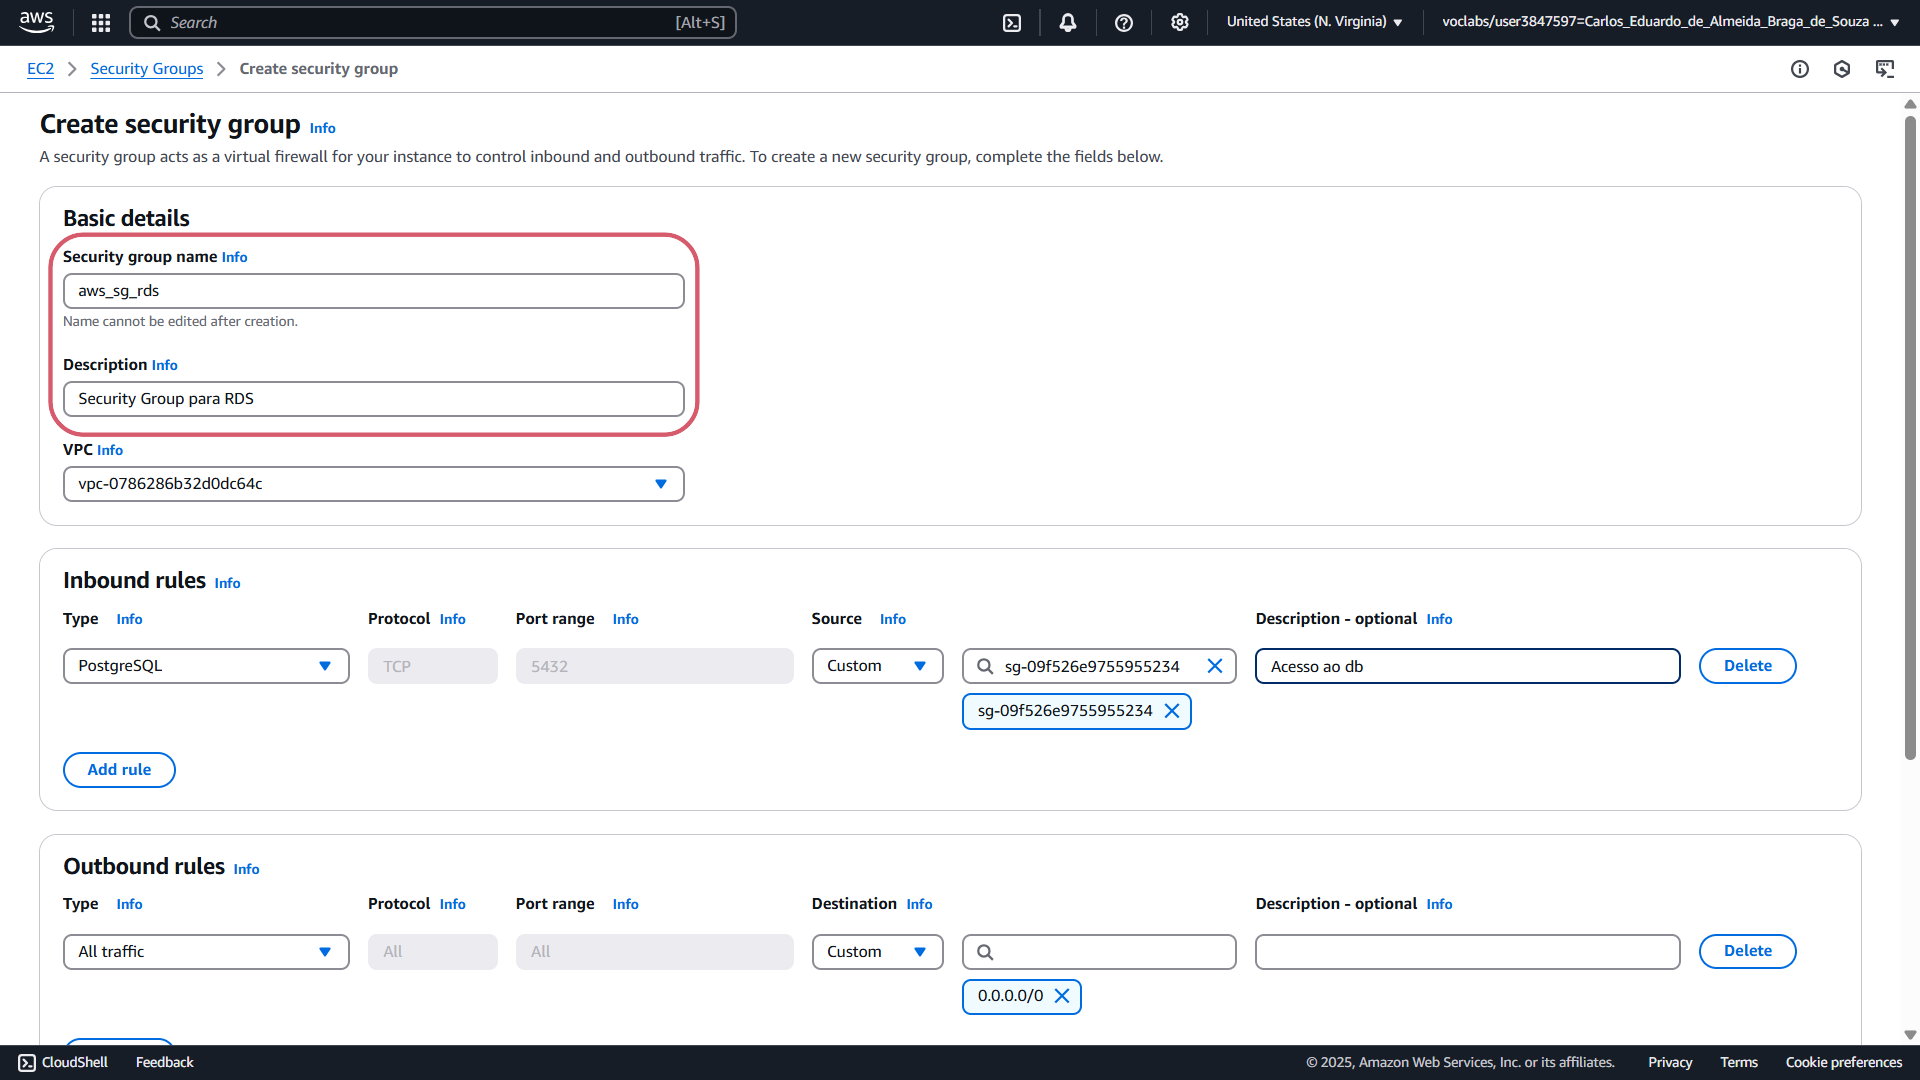 aws Search [Alt+S] United States (N. Virginia) voclabs/user3847597=Carlos_Eduardo_de_Almeida_Braga_de_Souza ...
EC2 Security Groups Create security group
Create security group Info
A security group acts as a virtual firewall for your instance to control inbound and outbound traffic. To create a new security group, complete the fields below.
Basic details
Security group name Info
aws_sg_rds
Name cannot be edited after creation.
Description Info
Security Group para RDS
VPC Info
vpc-0786286b32d0dc64c
Inbound rules Info
Type Info Protocol Info Port range Info Source Info Description - optional Info
PostgreSQL TCP 5432 Custom sg-09f526e9755955234 Acesso ao db Delete
sg-09f526e9755955234
Add rule
Outbound rules Info
Type Info Protocol Info Port range Info Destination Info Description - optional Info
All traffic All All Custom Delete
0.0.0.0/0
CloudShell Feedback © 2025, Amazon Web Services, Inc. or its affiliates. Privacy Terms Cookie preferences